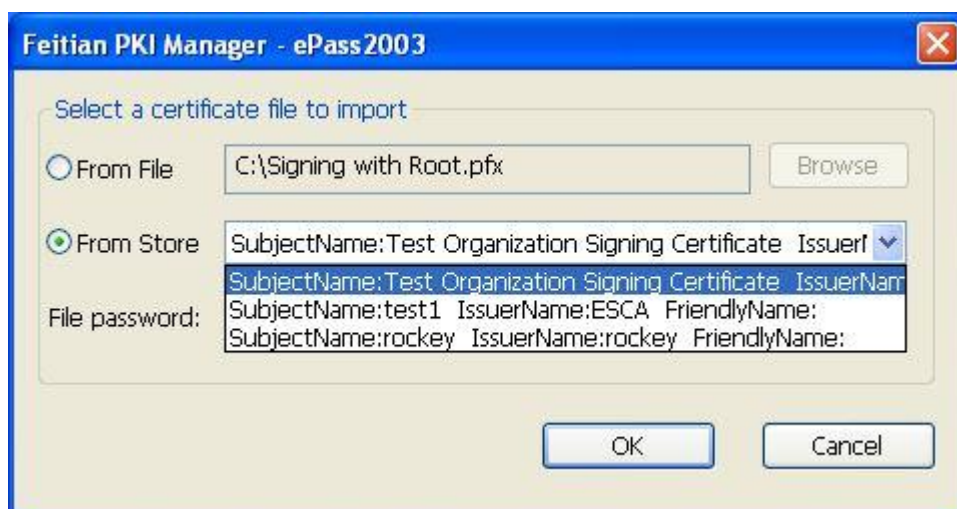 Feitian PKI Manager - ePass2003
Select a certificate file to import
From File
C:\Signing with Root.pfx
Browse
From Store
SubjectName:Test Organization Signing Certificate
SubjectName:Test Organization Signing Certificate
File password:
SubjectName:test1 IssuerName:ESCA FriendlyName:
SubjectName:rockey IssuerName:rockey FriendlyName:
OK
Cancel